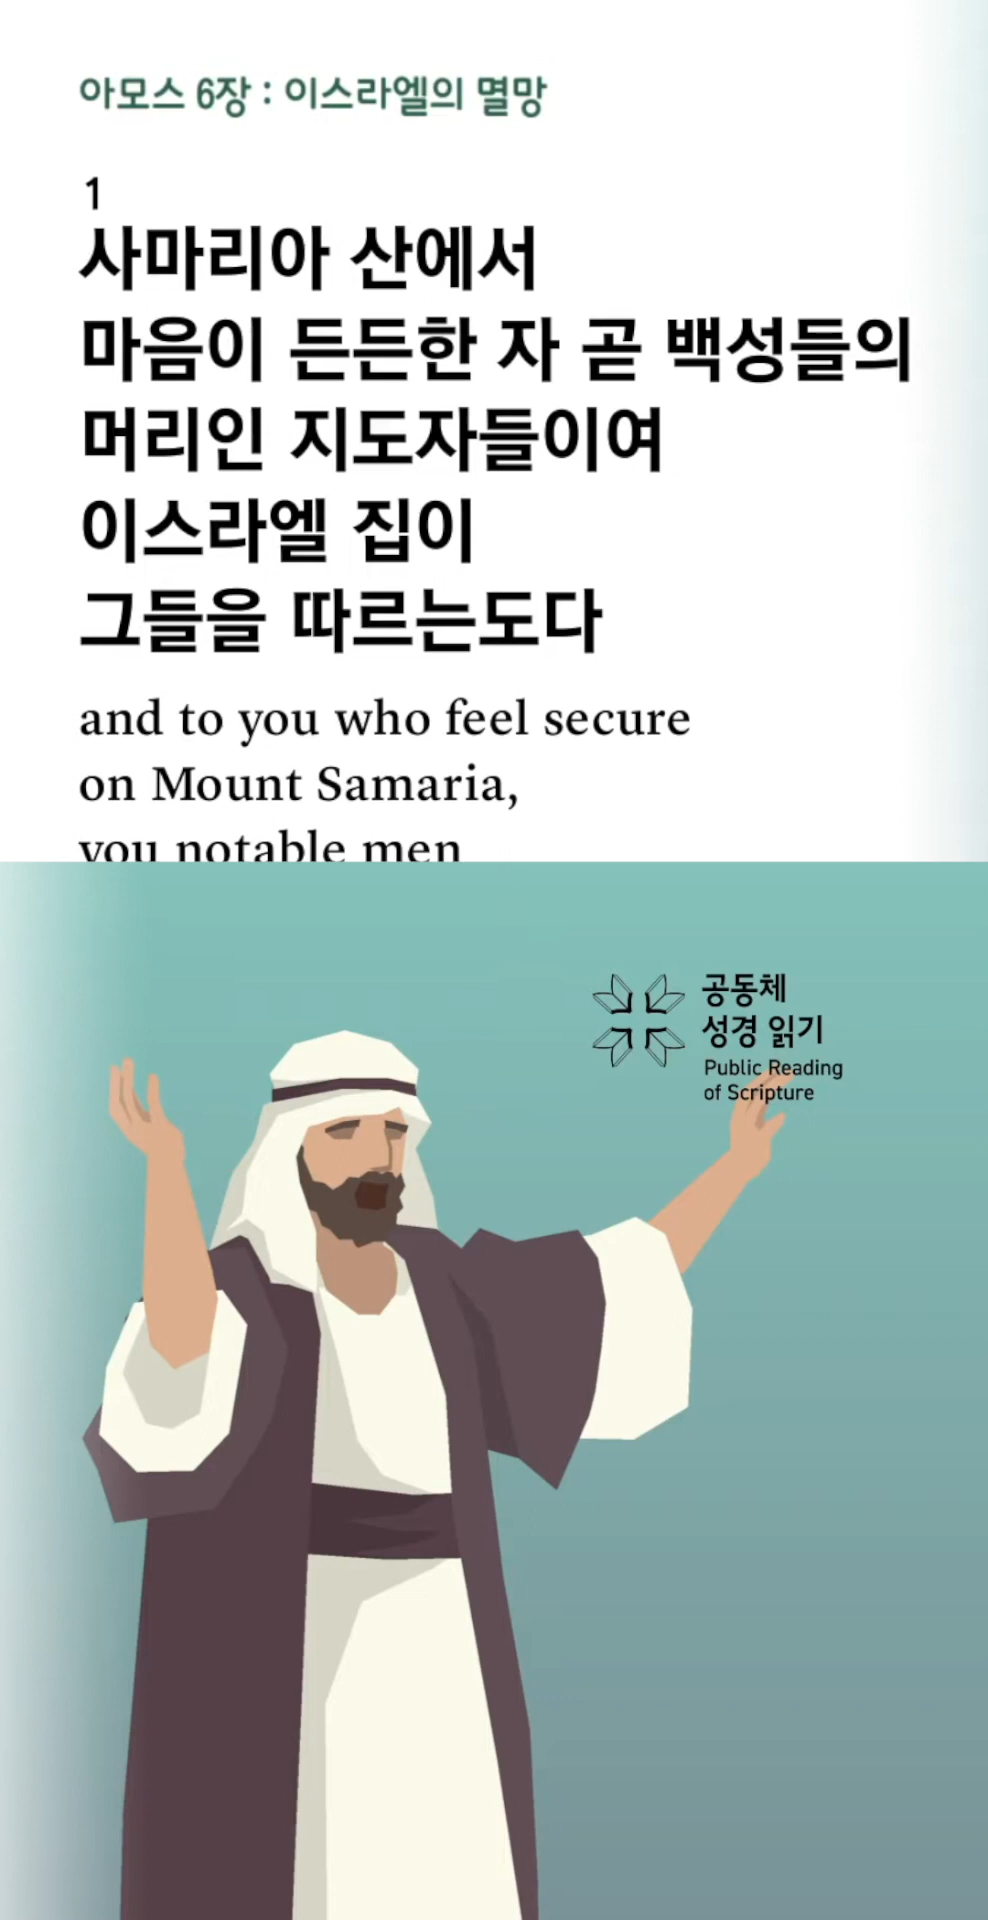 아모스 6장 : 이스라엘의 멸망
1
사마리아 산에서
마음이 든든한 자 곧 백성들의
머리인 지도자들이여
이스라엘 집이
그들을 따르는도다
and to you who feel secure
on Mount Samaria,
you notable men
공동체
성경 읽기
Public Reading
of Scripture